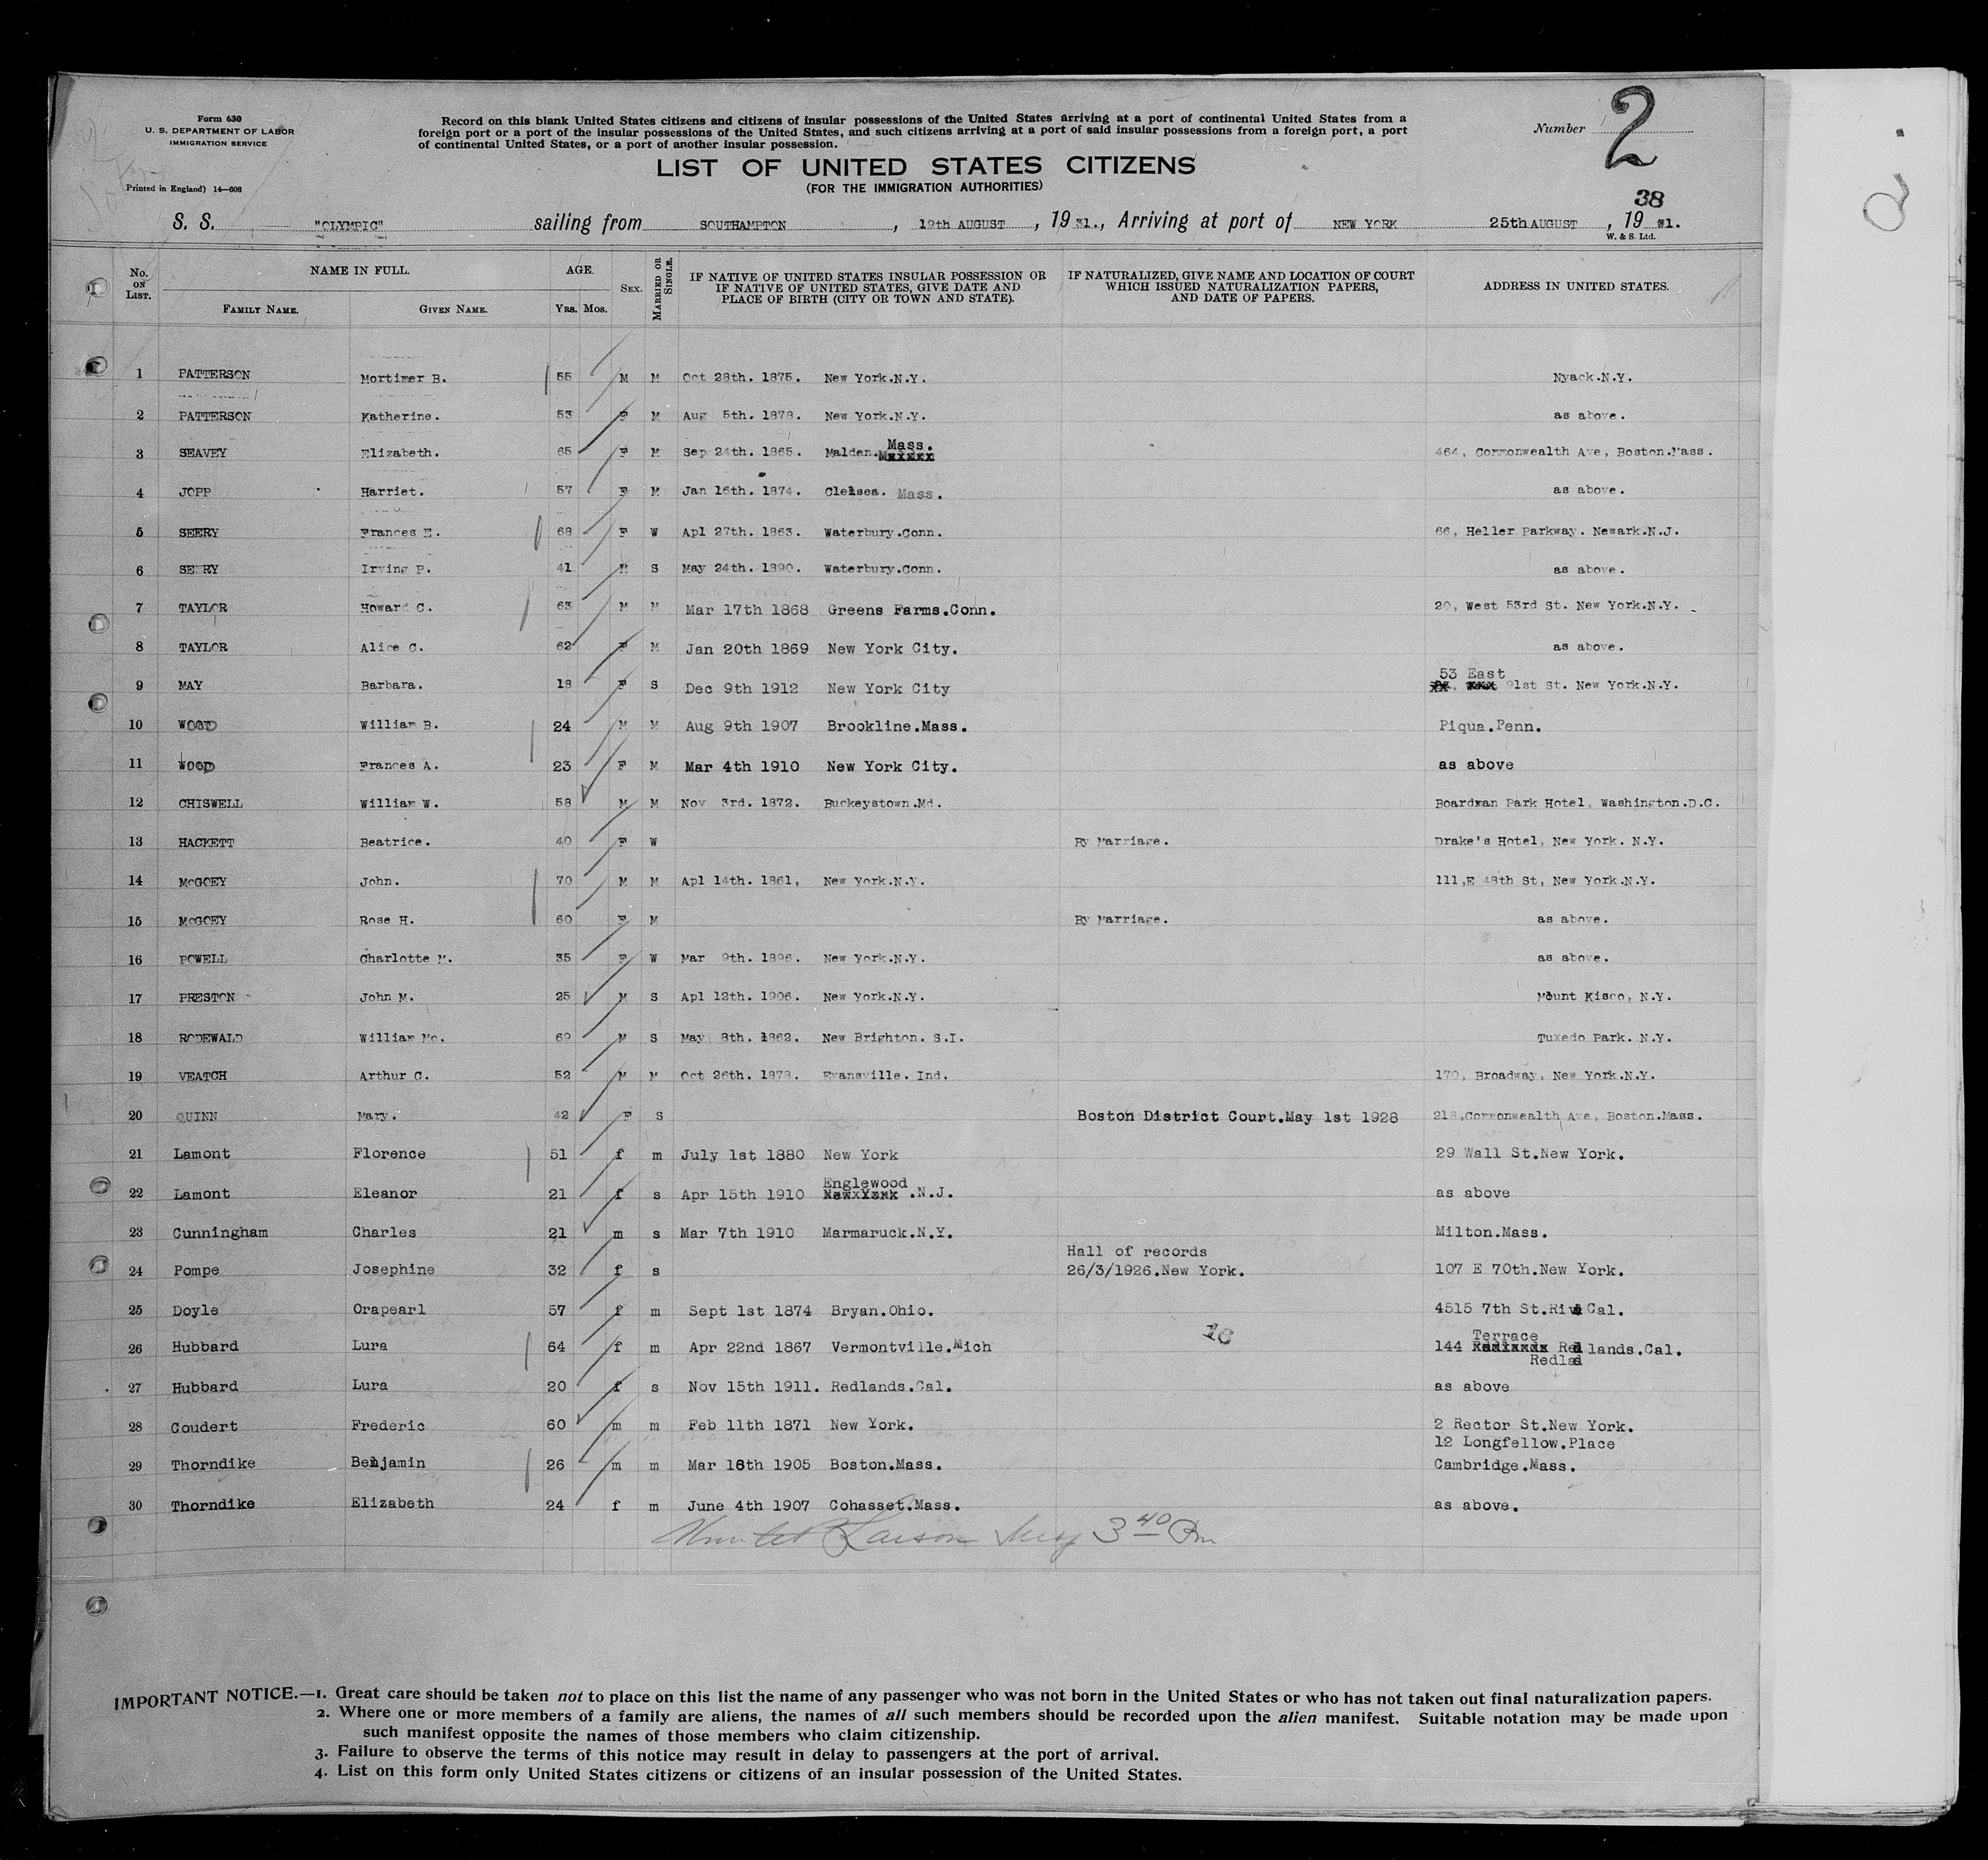 Form 630
U. S. DEPARTMENT OF LABOR
IMMIGRATION SERVICE
Printed in England) 14—608
Record on this blank United States citizens and citizens of insular possessions of the United States arriving at a port of continental United States from a
foreign port or a port of the insular possessions of the United States, and such citizens arriving at a port of said insular possessions from a foreign port, a port
of continental United States, or a port of another insular possession.
Number 2
LIST OF UNITED STATES CITIZENS
(FOR THE IMMIGRATION AUTHORITIES)
38
S. S. "OLYMPIC" sailing from SOUTHAMPTON, 19th AUGUST, 19 31., Arriving at port of NEW YORK 25th AUGUST, 19 31.
W. & S. Ltd.
No. ON LIST. NAME IN FULL. AGE. SEX. MARRIED OR SINGLE. IF NATIVE OF UNITED STATES INSULAR POSSESSION OR IF NATIVE OF UNITED STATES, GIVE DATE AND PLACE OF BIRTH (CITY OR TOWN AND STATE). IF NATURALIZED, GIVE NAME AND LOCATION OF COURT WHICH ISSUED NATURALIZATION PAPERS, AND DATE OF PAPERS. ADDRESS IN UNITED STATES.
FAMILY NAME. GIVEN NAME. YRS. MOS.
1 PATTERSON Mortimer B. 55 M M Oct 28th. 1875. New York.N.Y. Nyack.N.Y.
2 PATTERSON Katherine. 53 F M Aug 5th. 1878. New York.N.Y. as above.
3 SEAVEY Elizabeth. 65 F M Sep 24th. 1865. Malden. Mass. 464, Commonwealth Ave, Boston.Mass.
4 JOPP Harriet. 57 F M Jan 16th. 1874. Chelsea. Mass. as above.
5 SEERY Frances E. 68 F W Apl 27th. 1863. Waterbury.Conn. 66, Heller Parkway. Newark.N.J.
6 SEERY Irving P. 41 M S May 24th. 1890. Waterbury.Conn. as above.
7 TAYLOR Howard C. 63 M M Mar 17th 1868 Greens Farms.Conn. 20, West 53rd St. New York.N.Y.
8 TAYLOR Alice C. 62 F M Jan 20th 1869 New York City. as above.
9 MAY Barbara. 18 F S Dec 9th 1912 New York City 53 East 91st St. New York.N.Y.
10 WOOD William B. 24 M M Aug 9th 1907 Brookline.Mass. Piqua.Penn.
11 WOOD Frances A. 23 F M Mar 4th 1910 New York City. as above
12 CHISWELL William W. 58 M M Nov 3rd. 1872. Buckeystown.Md. Boardman Park Hotel, Washington.D.C.
13 HACKETT Beatrice. 40 F W By Marriage. Drake's Hotel, New York. N.Y.
14 McGOEY John. 70 M M Apl 14th. 1861, New York.N.Y. 111,E 48th St, New York.N.Y.
15 McGOEY Rose H. 60 F M By Marriage. as above.
16 POWELL Charlotte M. 35 F W Mar 9th. 1896. New York.N.Y. as above.
17 PRESTON John M. 25 M S Apl 12th. 1906. New York.N.Y. Mount Kisco, N.Y.
18 RODEWALD William Mc. 69 M S May 8th. 1862. New Brighton. S.I. Tuxedo Park. N.Y.
19 VEATCH Arthur C. 52 M M Oct 26th. 1878. Evansville. Ind. 170, Broadway, New York.N.Y.
20 QUINN Mary. 42 F S Boston District Court.May 1st 1928 218,Commonwealth Ave, Boston.Mass.
21 Lamont Florence 51 f m July 1st 1880 New York 29 Wall St.New York.
22 Lamont Eleanor 21 f s Apr 15th 1910 Englewood .N.J. as above
23 Cunningham Charles 21 m s Mar 7th 1910 Marmaruck.N.Y. Milton.Mass.
Hall of records
24 Pompe Josephine 32 f s 26/3/1926.New York. 107 E 70th.New York.
25 Doyle Orapearl 57 f m Sept 1st 1874 Bryan.Ohio. 4515 7th St. Cal.
26 Hubbard Lura 64 f m Apr 22nd 1867 Vermontville.Mich 144 Terrace Redlands.Cal.
27 Hubbard Lura 20 f s Nov 15th 1911. Redlands.Cal. as above
28 Coudert Frederic 60 m m Feb 11th 1871 New York. 2 Rector St.New York.
12 Longfellow.Place
29 Thorndike Benjamin 26 m m Mar 18th 1905 Boston.Mass. Cambridge.Mass.
30 Thorndike Elizabeth 24 f m June 4th 1907 Cohasset.Mass. as above.
Larson 3 40 Pm
IMPORTANT NOTICE.—1. Great care should be taken not to place on this list the name of any passenger who was not born in the United States or who has not taken out final naturalization papers.
2. Where one or more members of a family are aliens, the names of all such members should be recorded upon the alien manifest. Suitable notation may be made upon
such manifest opposite the names of those members who claim citizenship.
3. Failure to observe the terms of this notice may result in delay to passengers at the port of arrival.
4. List on this form only United States citizens or citizens of an insular possession of the United States.